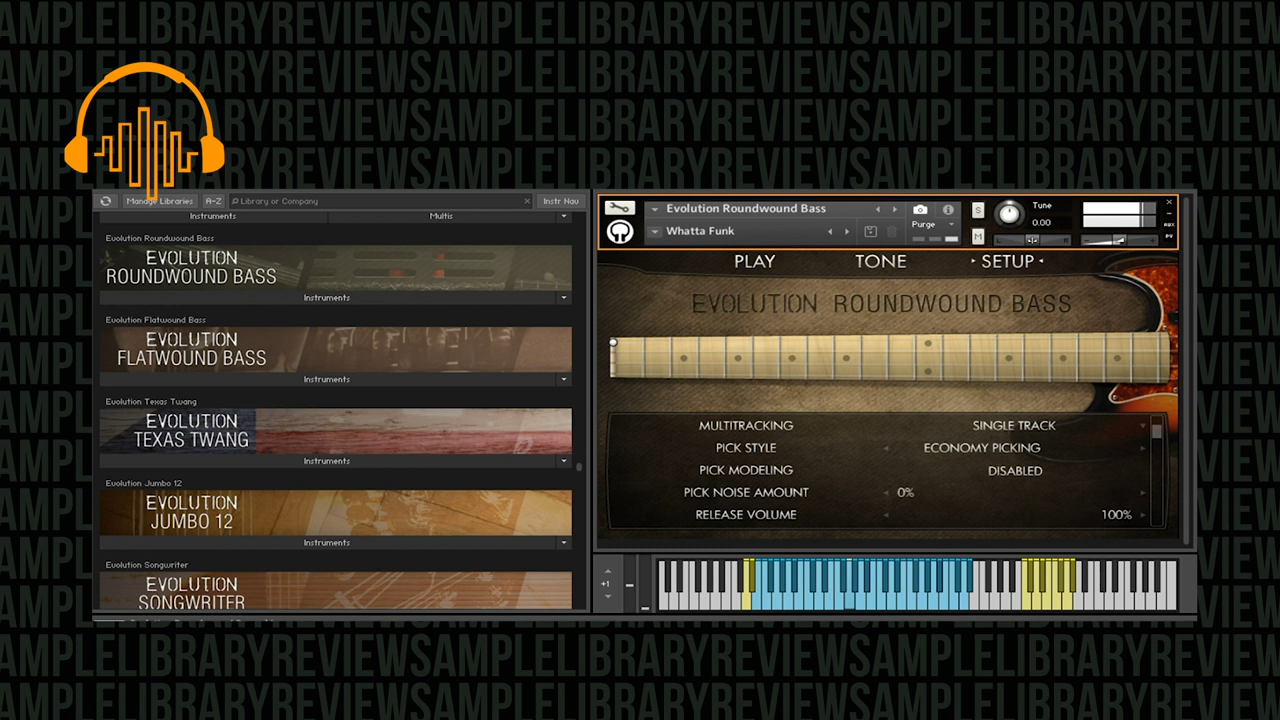 SAMPLELIBRARYREVIEW
Manage Libraries
A-Z
Library or Company
Instr Nav
Instruments
Multis
Evolution Roundwound Bass
EVOLUTION
ROUNDWOUND BASS
Instruments
Evolution Flatwound Bass
EVOLUTION
FLATWOUND BASS
Instruments
Evolution Texas Twang
EVOLUTION
TEXAS TWANG
Instruments
Evolution Jumbo 12
EVOLUTION
JUMBO 12
Instruments
Evolution Songwriter
EVOLUTION
SONGWRITER
Evolution Roundwound Bass
Whatta Funk
Purge
S
M
Tune
0.00
L
R
AUX
PV
PLAY
TONE
SETUP
EVOLUTION ROUNDWOUND BASS
MULTITRACKING
SINGLE TRACK
PICK STYLE
ECONOMY PICKING
PICK MODELING
DISABLED
PICK NOISE AMOUNT
0%
RELEASE VOLUME
100%
+1